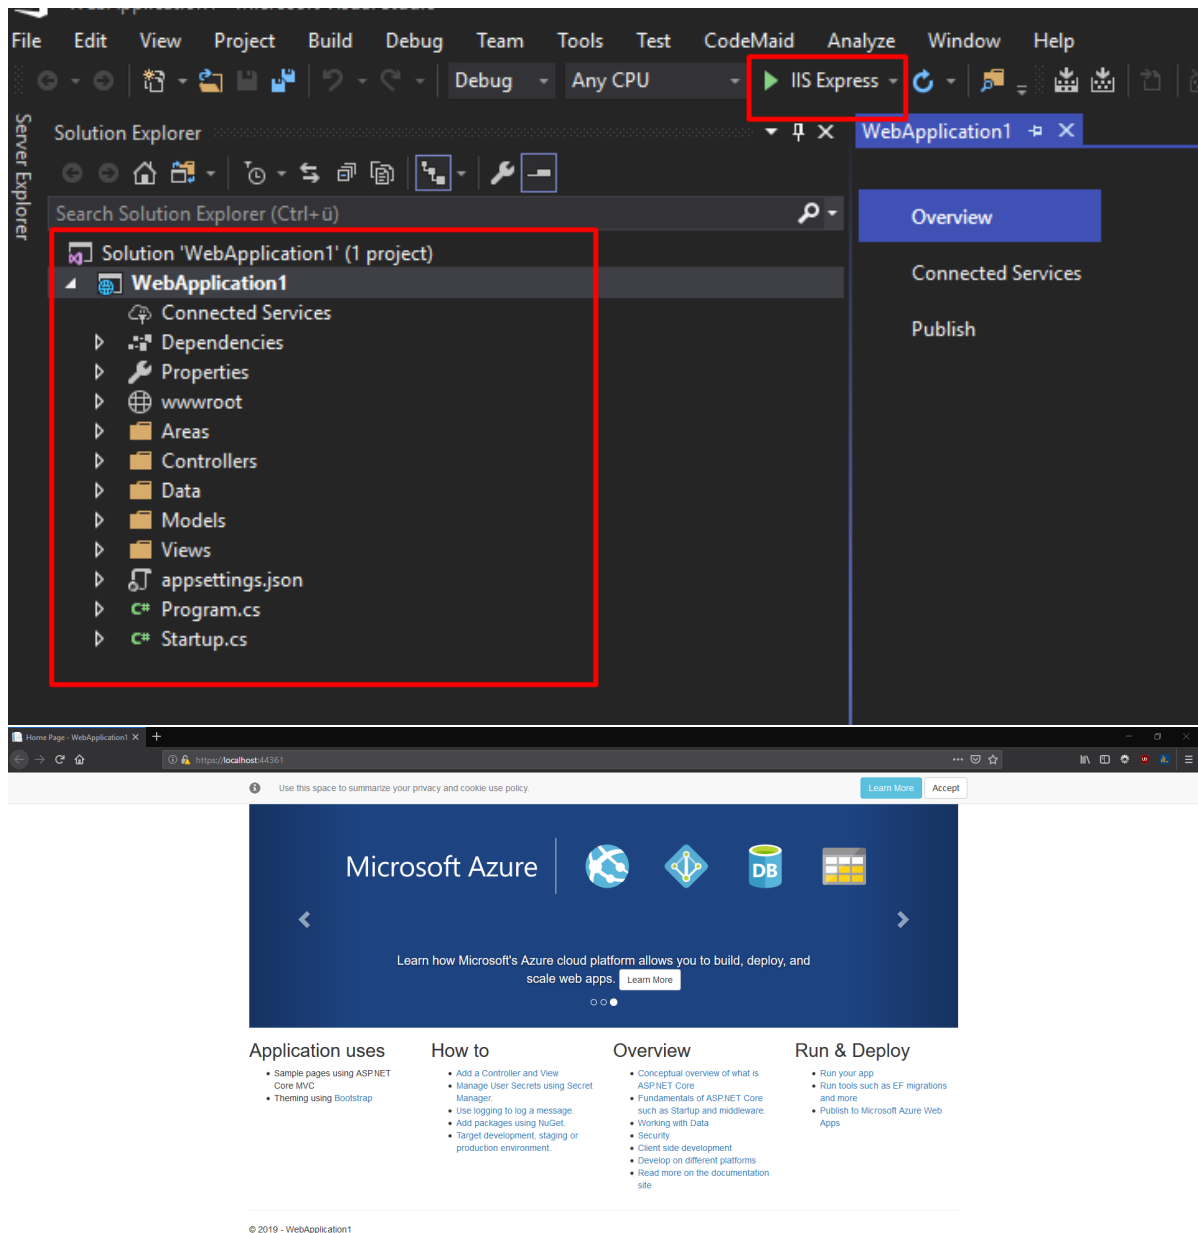 File Edit View Project Build Debug Team Tools Test CodeMaid Analyze Window Help
Debug Any CPU IIS Express
Server Explorer
Solution Explorer
WebApplication1
Search Solution Explorer (Ctrl+ü)
Solution 'WebApplication1' (1 project)
WebApplication1
Connected Services
Dependencies
Properties
wwwroot
Areas
Controllers
Data
Models
Views
appsettings.json
C# Program.cs
C# Startup.cs
Overview
Connected Services
Publish
Home Page - WebApplication1
https://localhost:44361
Use this space to summarize your privacy and cookie use policy.
Learn More Accept
Microsoft Azure
DB
Learn how Microsoft's Azure cloud platform allows you to build, deploy, and
scale web apps. Learn More
Application uses
Sample pages using ASP.NET
Core MVC
Theming using Bootstrap
How to
Add a Controller and View
Manage User Secrets using Secret
Manager.
Use logging to log a message.
Add packages using NuGet.
Target development, staging or
production environment.
Overview
Conceptual overview of what is
ASP.NET Core
Fundamentals of ASP.NET Core
such as Startup and middleware.
Working with Data
Security
Client side development
Develop on different platforms
Read more on the documentation
site
Run & Deploy
Run your app
Run tools such as EF migrations
and more
Publish to Microsoft Azure Web
Apps
© 2019 - WebApplication1